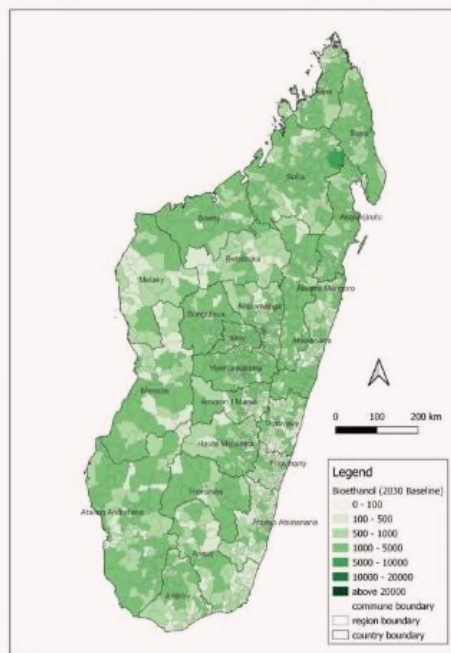 Diana
Sava
Sofia
Analanjirofo
Boeny
Betsiboka
Melaky
Alaotra Mangoro
Analamanga
Bongolava
Itasy
Atsinanana
Vakinankaratra
Menabe
Amoron I Mania
Vatovavy
Haute Matsiatra
Fitovinany
Ihorombe
Atsimo Andrefana
Atsimo Atsinanana
Anosy
Androy
0 100 200 km
Legend
Bioethanol (2030 Baseline)
0 - 100
100 - 500
500 - 1000
1000 - 5000
5000 - 10000
10000 - 20000
above 20000
commune boundary
region boundary
country boundary